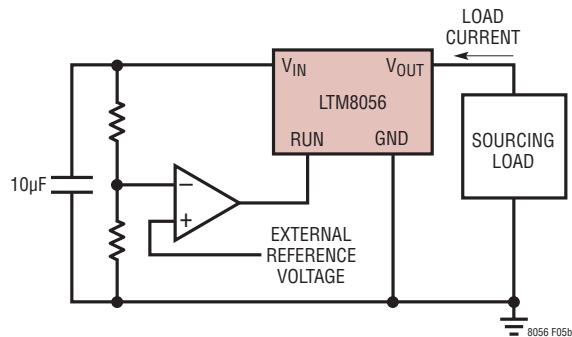 LOAD
CURRENT
VIN
VOUT
LTM8056
RUN
GND
SOURCING
LOAD
10µF
−
+
EXTERNAL
REFERENCE
VOLTAGE
8056 F05b